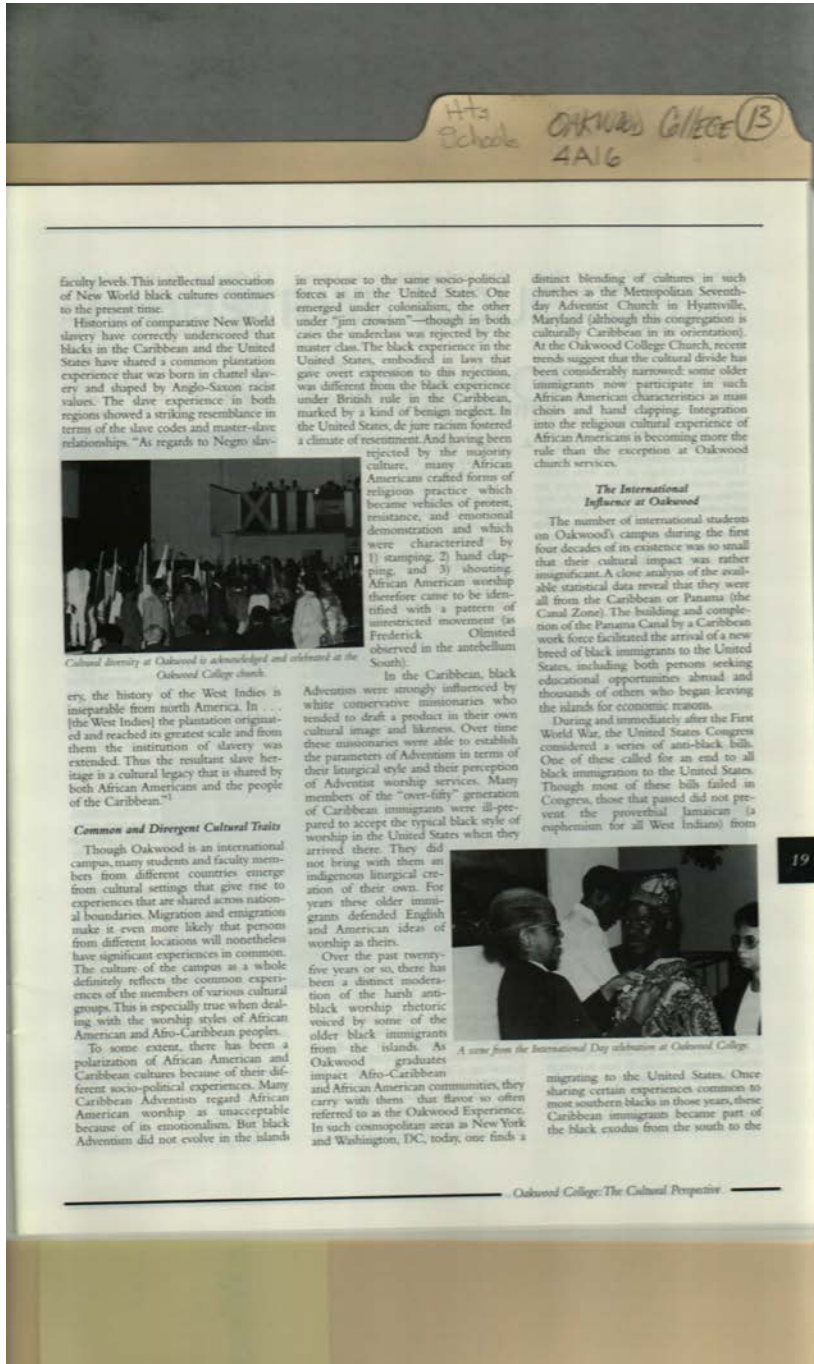 Hts
Schools
OAKWOOD COLLEGE 13
4A16
faculty levels. This intellectual association
of New World black cultures continues
to the present time.
Historians of comparative New World
slavery have correctly underscored that
blacks in the Caribbean and the United
States have shared a common plantation
experience that was born in chattel slav-
ery and shaped by Anglo-Saxon racist
values. The slave experience in both
regions showed a striking resemblance in
terms of the slave codes and master-slave
relationships. "As regards to Negro slav-
Cultural diversity at Oakwood is acknowledged and celebrated at the
Oakwood College church.
ery, the history of the West Indies is
inseparable from north America. In . . .
[the West Indies] the plantation originat-
ed and reached its greatest scale and from
them the institution of slavery was
extended. Thus the resultant slave her-
itage is a cultural legacy that is shared by
both African Americans and the people
of the Caribbean."³
Common and Divergent Cultural Traits
Though Oakwood is an international
campus, many students and faculty mem-
bers from different countries emerge
from cultural settings that give rise to
experiences that are shared across nation-
al boundaries. Migration and emigration
make it even more likely that persons
from different locations will nonetheless
have significant experiences in common.
The culture of the campus as a whole
definitely reflects the common experi-
ences of the members of various cultural
groups. This is especially true when deal-
ing with the worship styles of African
American and Afro-Caribbean peoples.
To some extent, there has been a
polarization of African American and
Caribbean cultures because of their dif-
ferent socio-political experiences. Many
Caribbean Adventists regard African
American worship as unacceptable
because of its emotionalism. But black
Adventism did not evolve in the islands
in response to the same socio-political
forces as in the United States. One
emerged under colonialism, the other
under "jim crowism"—though in both
cases the underclass was rejected by the
master class. The black experience in the
United States, embodied in laws that
gave overt expression to this rejection,
was different from the black experience
under British rule in the Caribbean,
marked by a kind of benign neglect. In
the United States, de jure racism fostered
a climate of resentment. And having been
rejected by the majority
culture, many African
Americans crafted forms of
religious practice which
became vehicles of protest,
resistance, and emotional
demonstration and which
were characterized by
1) stamping, 2) hand clap-
ping, and 3) shouting.
African American worship
therefore came to be iden-
tified with a pattern of
unrestricted movement (as
Frederick Olmsted
observed in the antebellum
South).
In the Caribbean, black
Adventists were strongly influenced by
white conservative missionaries who
tended to draft a product in their own
cultural image and likeness. Over time
these missionaries were able to establish
the parameters of Adventism in terms of
their liturgical style and their perception
of Adventist worship services. Many
members of the "over-fifty" generation
of Caribbean immigrants were ill-pre-
pared to accept the typical black style of
worship in the United States when they
arrived there. They did
not bring with them an
indigenous liturgical cre-
ation of their own. For
years these older immi-
grants defended English
and American ideas of
worship as theirs.
Over the past twenty-
five years or so, there has
been a distinct modera-
tion of the harsh anti-
black worship rhetoric
voiced by some of the
older black immigrants
from the islands. As
Oakwood graduates
impact Afro-Caribbean
and African American communities, they
carry with them that flavor so often
referred to as the Oakwood Experience.
In such cosmopolitan areas as New York
and Washington, DC, today, one finds a
distinct blending of cultures in such
churches as the Metropolitan Seventh-
day Adventist Church in Hyattsville,
Maryland (although this congregation is
culturally Caribbean in its orientation).
At the Oakwood College Church, recent
trends suggest that the cultural divide has
been considerably narrowed: some older
immigrants now participate in such
African American characteristics as mass
choirs and hand clapping. Integration
into the religious cultural experience of
African Americans is becoming more the
rule than the exception at Oakwood
church services.
The International
Influence at Oakwood
The number of international students
on Oakwood's campus during the first
four decades of its existence was so small
that their cultural impact was rather
insignificant. A close analysis of the avail-
able statistical data reveal that they were
all from the Caribbean or Panama (the
Canal Zone). The building and comple-
tion of the Panama Canal by a Caribbean
work force facilitated the arrival of a new
breed of black immigrants to the United
States, including both persons seeking
educational opportunities abroad and
thousands of others who began leaving
the islands for economic reasons.
During and immediately after the First
World War, the United States Congress
considered a series of anti-black bills.
One of these called for an end to all
black immigration to the United States.
Though most of these bills failed in
Congress, those that passed did not pre-
vent the proverbial Jamaican (a
euphemism for all West Indians) from
A scene from the International Day celebration at Oakwood College.
migrating to the United States. Once
sharing certain experiences common to
most southern blacks in those years, these
Caribbean immigrants became part of
the black exodus from the south to the
19
Oakwood College: The Cultural Perspective